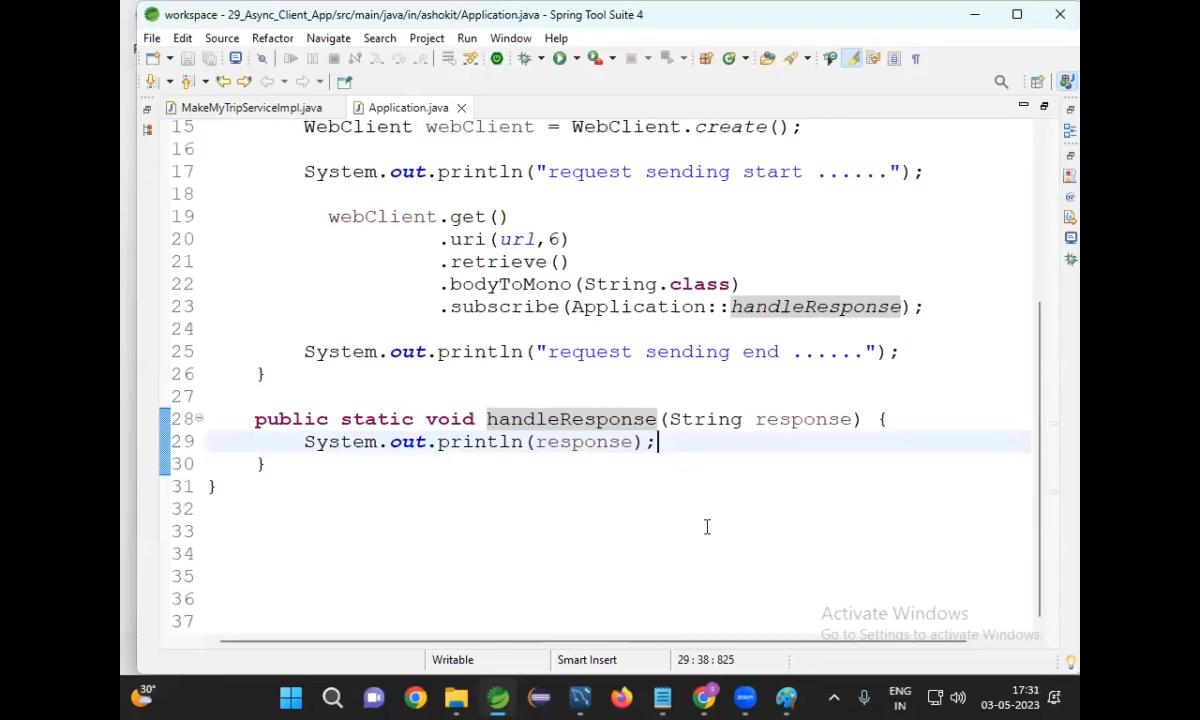 workspace - 29_Async_Client_App/src/main/java/in/ashokit/Application.java - Spring Tool Suite 4
File Edit Source Refactor Navigate Search Project Run Window Help
MakeMyTripServiceImpl.java Application.java
15 WebClient webClient = WebClient.create();
16
17 System.out.println("request sending start ......");
18
19 webClient.get()
20 .uri(url,6)
21 .retrieve()
22 .bodyToMono(String.class)
23 .subscribe(Application::handleResponse);
24
25 System.out.println("request sending end ......");
26 }
27
28 public static void handleResponse(String response) {
29 System.out.println(response);
30 }
31 }
32
33
34
35
36
37
Activate Windows
Go to Settings to activate Windows.
Writable Smart Insert 29 : 38 : 825
30° zoom ENG 17:31
IN 03-05-2023